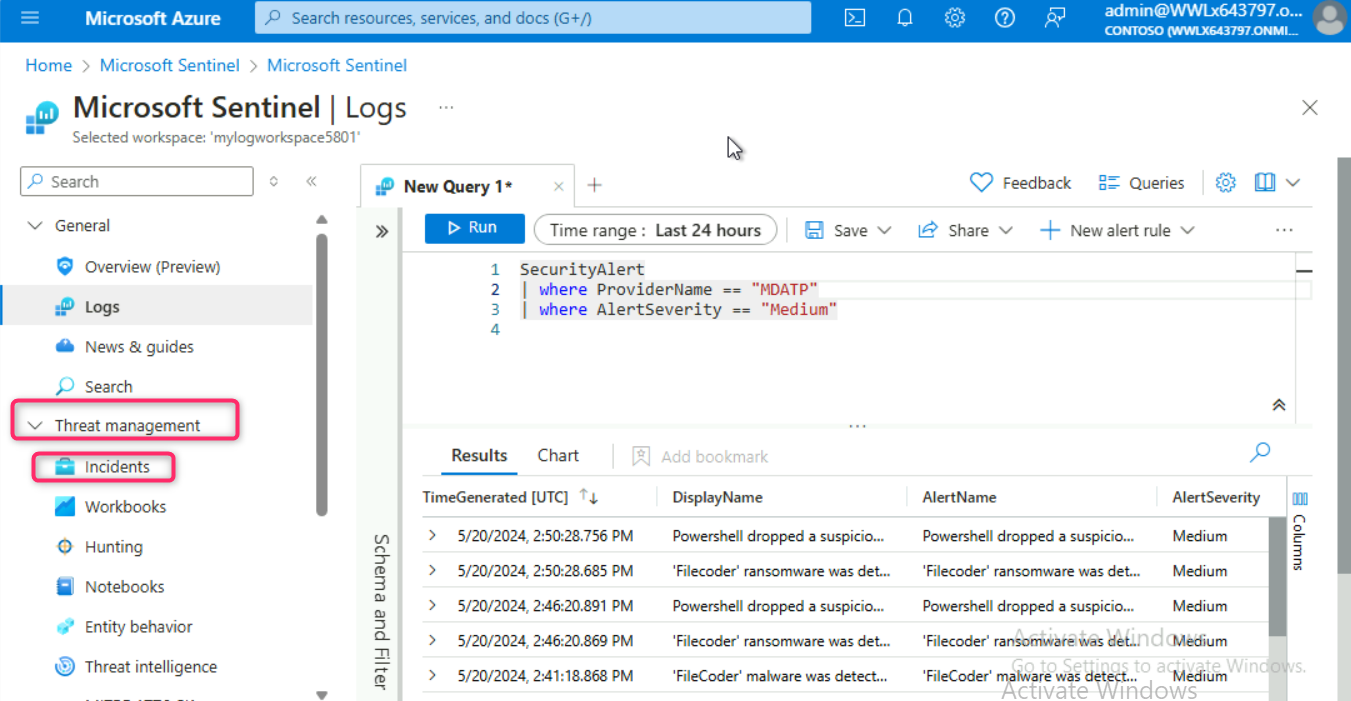 Microsoft Azure
Search resources, services, and docs (G+/)
admin@WWLx643797.o...
CONTOSO (WWLX643797.ONMI...
Home > Microsoft Sentinel > Microsoft Sentinel
Microsoft Sentinel | Logs ...
Selected workspace: 'mylogworkspace5801'
Search
General
Overview (Preview)
Logs
News & guides
Search
Threat management
Incidents
Workbooks
Hunting
Notebooks
Entity behavior
Threat intelligence
New Query 1*
Feedback
Queries
Run
Time range : Last 24 hours
Save
Share
New alert rule
...
1 SecurityAlert
2 | where ProviderName == "MDATP"
3 | where AlertSeverity == "Medium"
4
Results Chart Add bookmark
TimeGenerated [UTC] DisplayName AlertName AlertSeverity
5/20/2024, 2:50:28.756 PM Powershell dropped a suspicio... Powershell dropped a suspicio... Medium
5/20/2024, 2:50:28.685 PM 'Filecoder' ransomware was det... 'Filecoder' ransomware was det... Medium
5/20/2024, 2:46:20.891 PM Powershell dropped a suspicio... Powershell dropped a suspicio... Medium
5/20/2024, 2:46:20.869 PM 'Filecoder' ransomware was det... 'Filecoder' ransomware was det... Medium
5/20/2024, 2:41:18.868 PM 'FileCoder' malware was detect... 'FileCoder' malware was detect... Medium
Schema and Filter
Columns
Activate Windows
Go to Settings to activate Windows.
Activate Windows